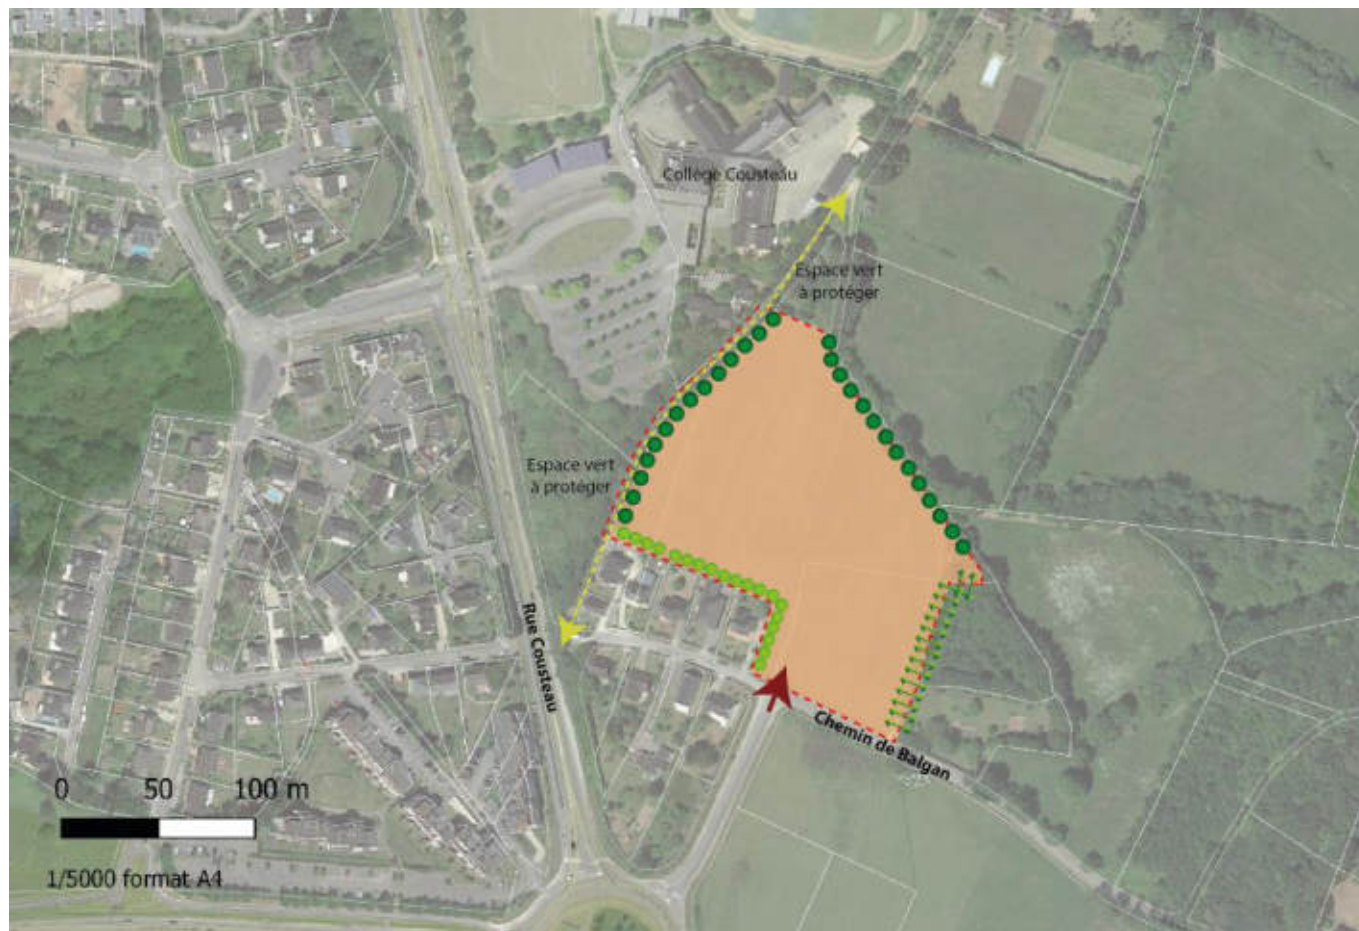 Collège Cousteau
Espace vert
à protéger
Espace vert
à protéger
Rue Cousteau
Chemin de Balgan
0 50 100 m
1/5000 format A4